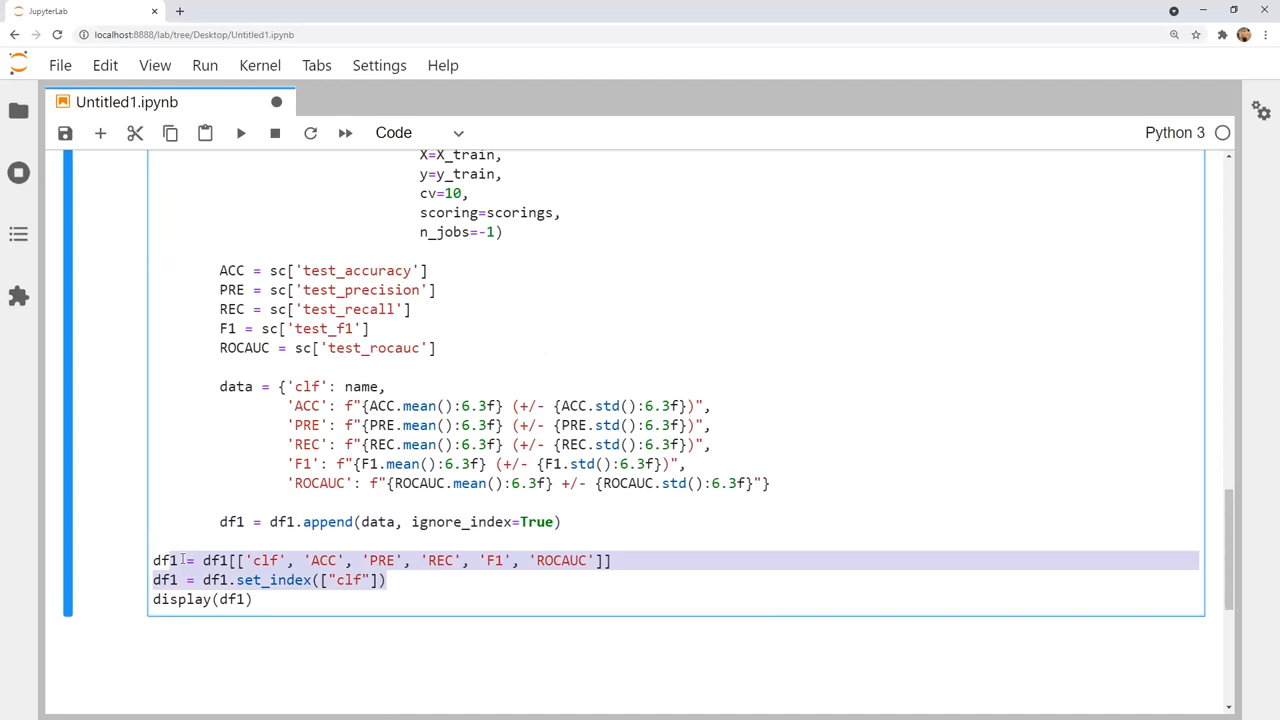 JupyterLab
localhost:8888/lab/tree/Desktop/Untitled1.ipynb
File Edit View Run Kernel Tabs Settings Help
Untitled1.ipynb
Code
Python 3
X=X_train,
y=y_train,
cv=10,
scoring=scorings,
n_jobs=-1)
ACC = sc['test_accuracy']
PRE = sc['test_precision']
REC = sc['test_recall']
F1 = sc['test_f1']
ROCAUC = sc['test_rocauc']
data = {'clf': name,
'ACC': f"{ACC.mean():6.3f} (+/- {ACC.std():6.3f})",
'PRE': f"{PRE.mean():6.3f} (+/- {PRE.std():6.3f})",
'REC': f"{REC.mean():6.3f} (+/- {REC.std():6.3f})",
'F1': f"{F1.mean():6.3f} (+/- {F1.std():6.3f})",
'ROCAUC': f"{ROCAUC.mean():6.3f} +/- {ROCAUC.std():6.3f}"}
df1 = df1.append(data, ignore_index=True)
df1 = df1[['clf', 'ACC', 'PRE', 'REC', 'F1', 'ROCAUC']]
df1 = df1.set_index(["clf"])
display(df1)